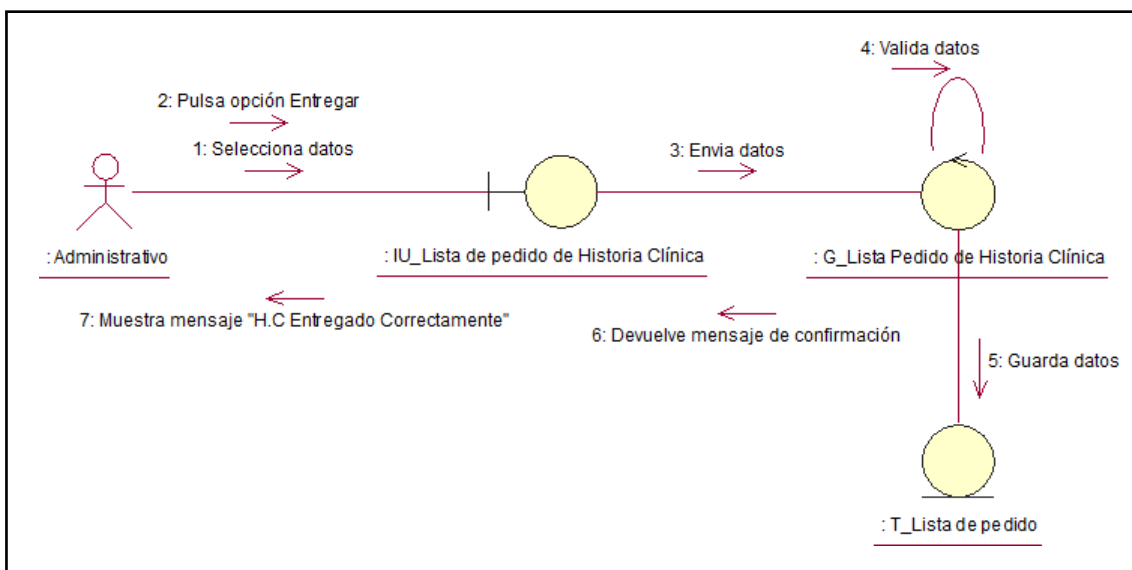 4: Valida datos
2: Pulsa opción Entregar
1: Selecciona datos
3: Envia datos
: Administrativo
: IU_Lista de pedido de Historia Clínica
: G_Lista Pedido de Historia Clínica
7: Muestra mensaje "H.C Entregado Correctamente"
6: Devuelve mensaje de confirmación
5: Guarda datos
: T_Lista de pedido